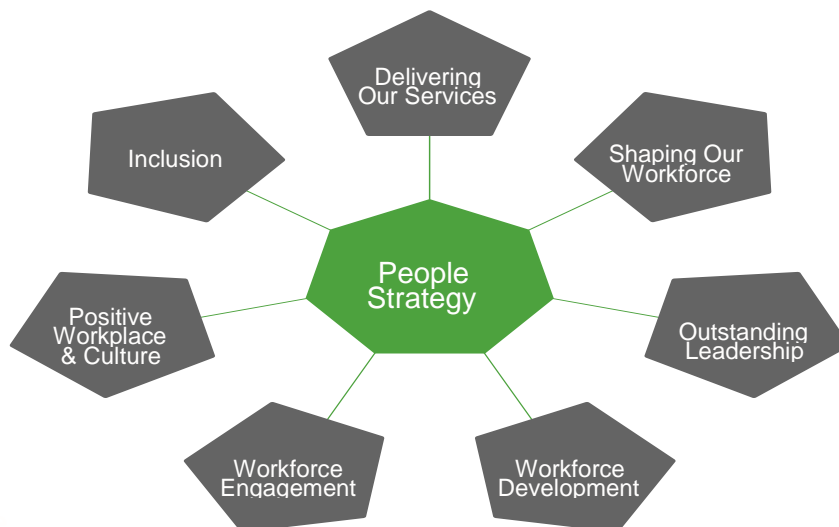 Delivering
Our Services
Inclusion
Shaping Our
Workforce
People
Strategy
Positive
Workplace
& Culture
Outstanding
Leadership
Workforce
Engagement
Workforce
Development